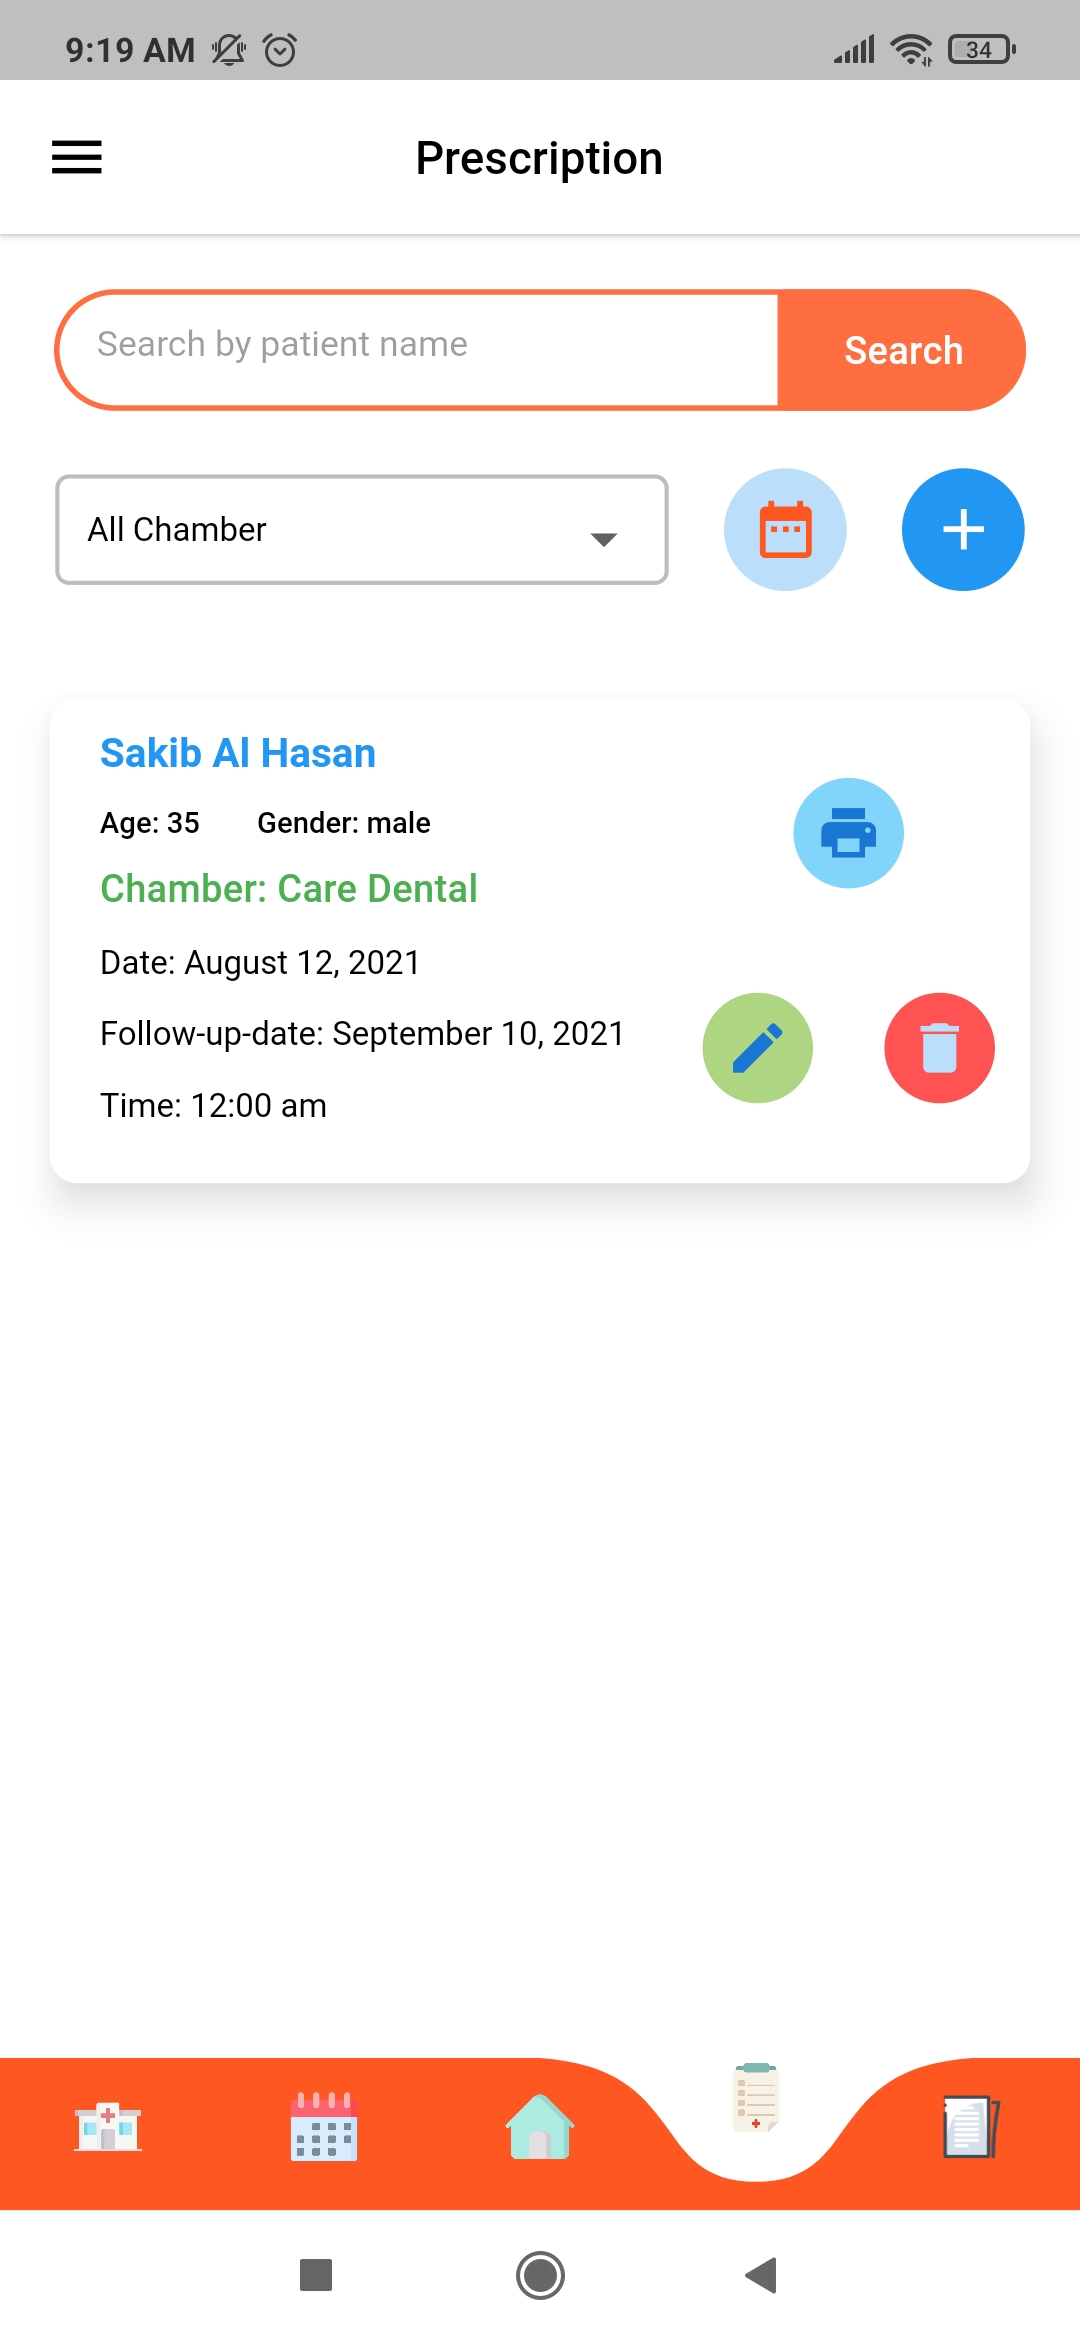 9:19 AM 34
Prescription
Search by patient name Search
All Chamber
Sakib Al Hasan
Age: 35 Gender: male
Chamber: Care Dental
Date: August 12, 2021
Follow-up-date: September 10, 2021
Time: 12:00 am